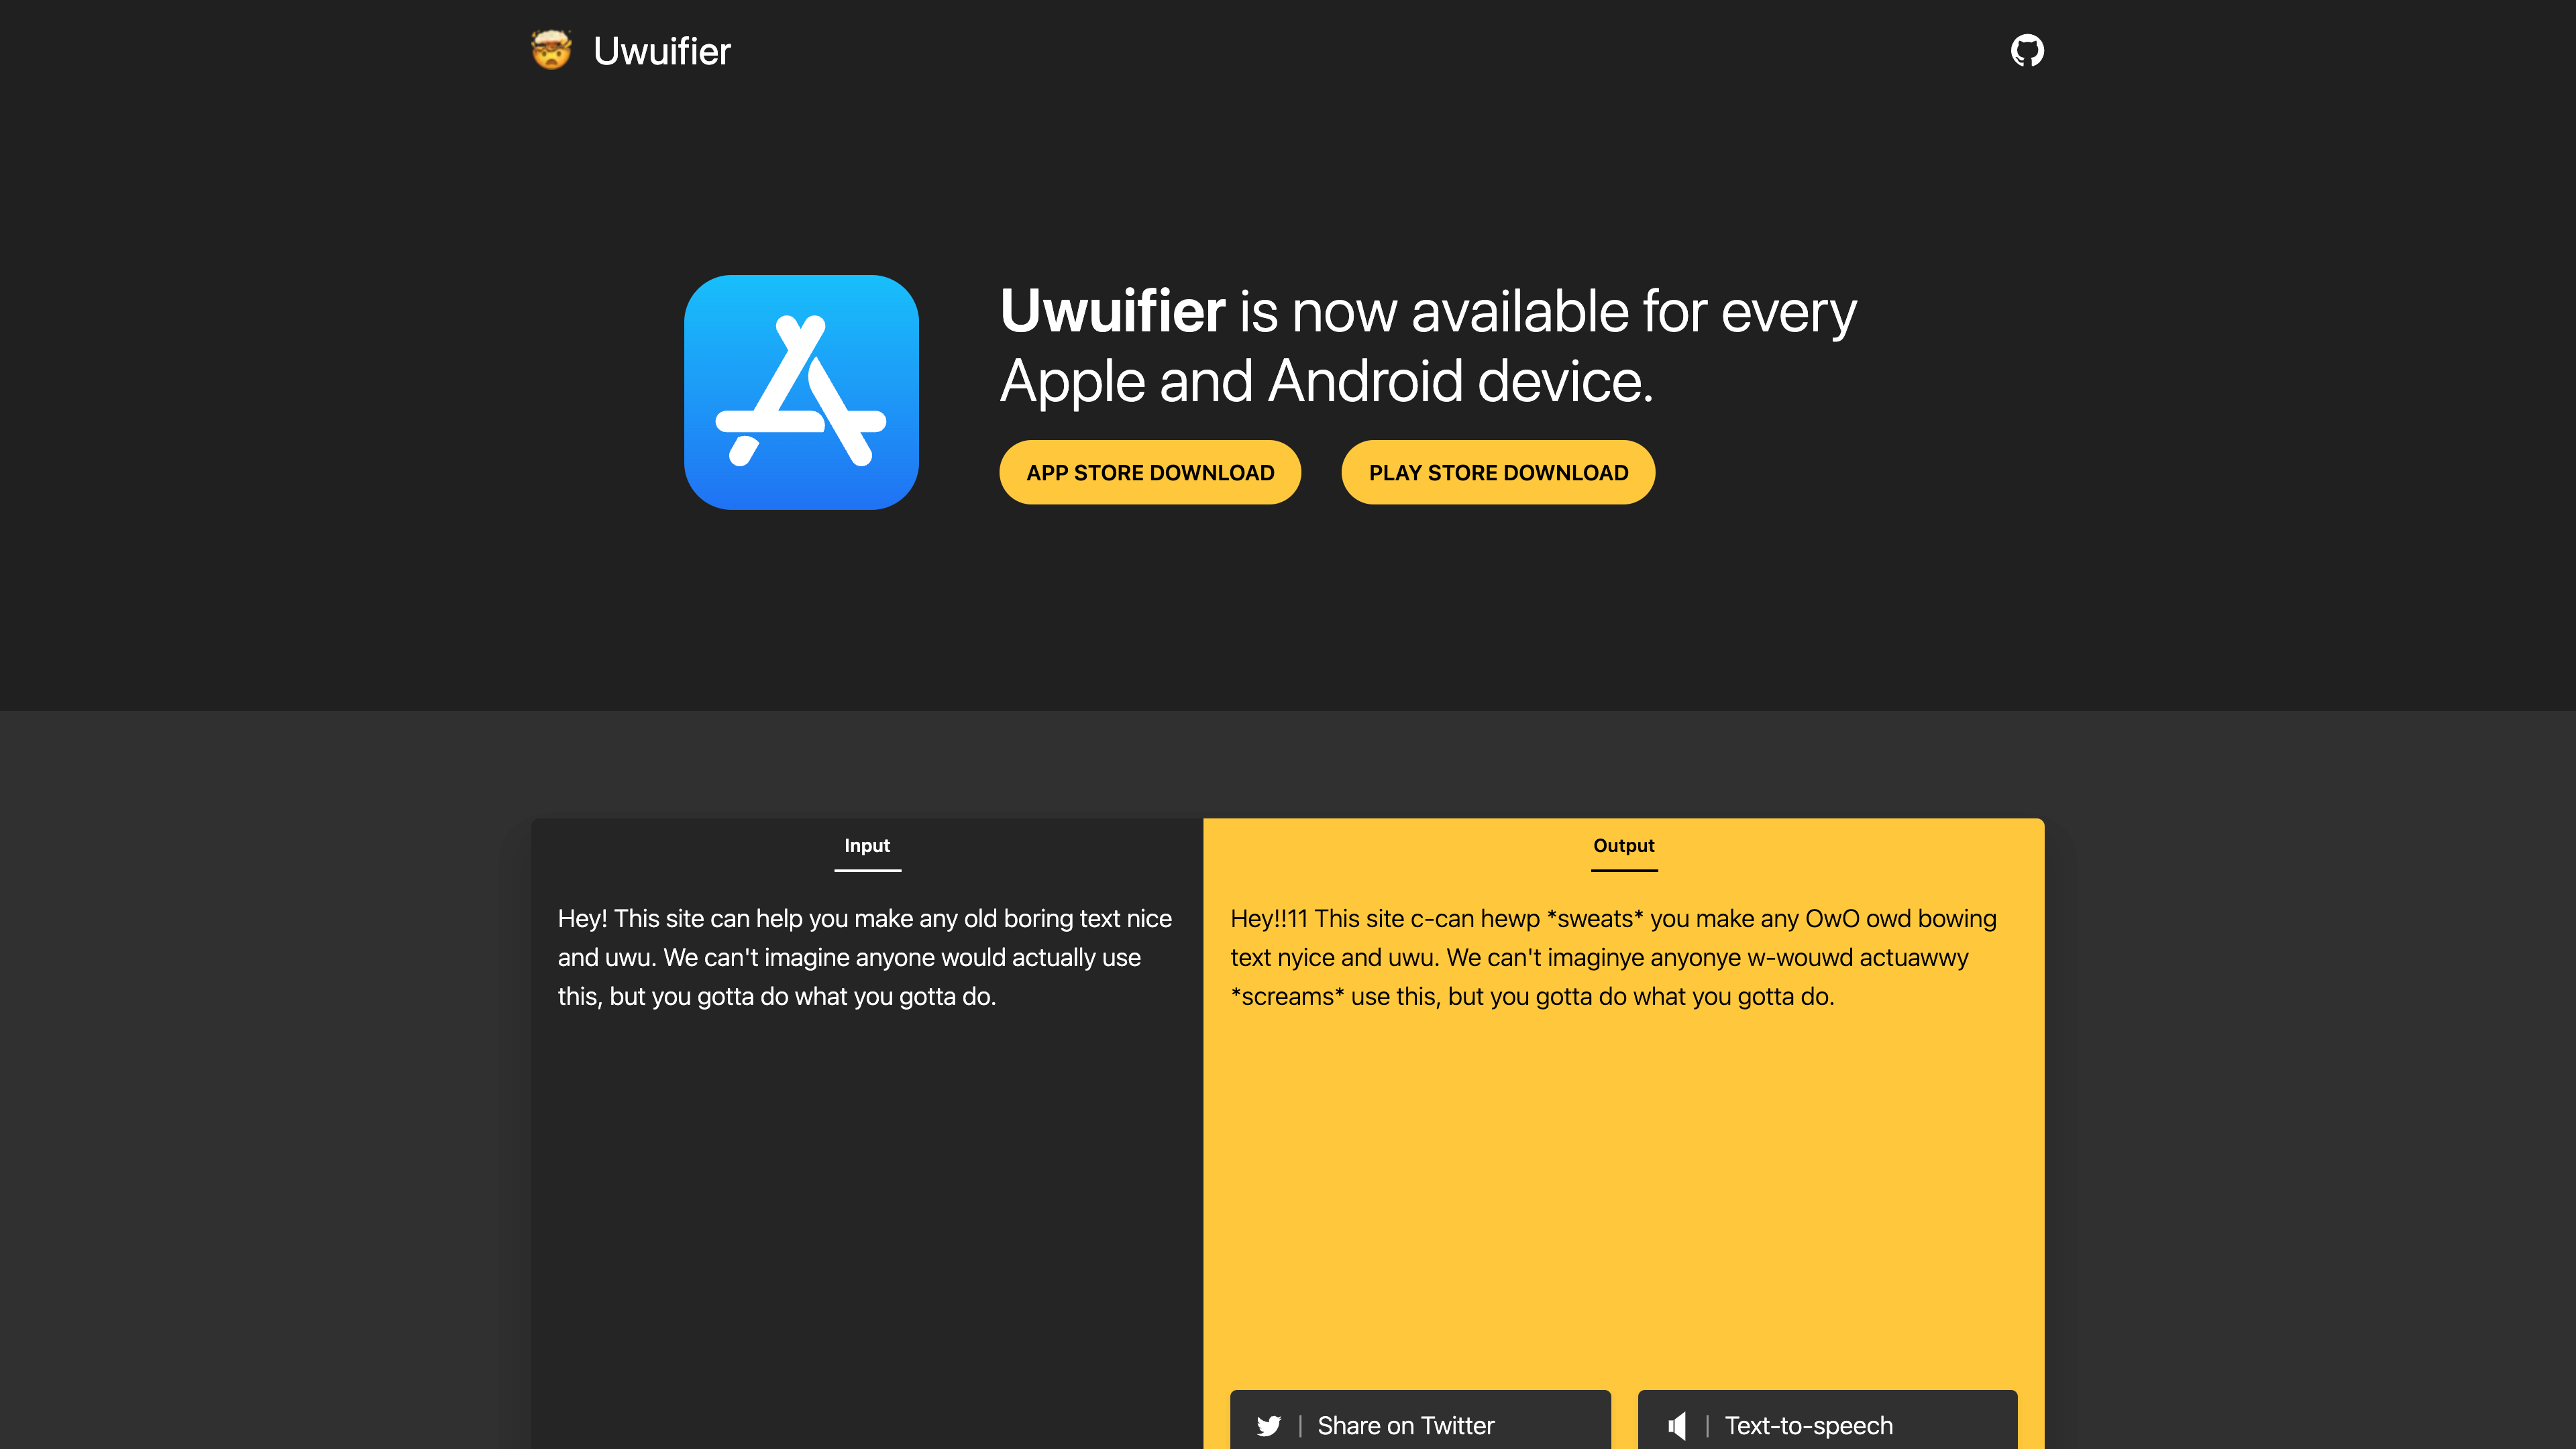 Uwuifier
Uwuifier is now available for every
Apple and Android device.
APP STORE DOWNLOAD
PLAY STORE DOWNLOAD
Input
Hey! This site can help you make any old boring text nice
and uwu. We can't imagine anyone would actually use
this, but you gotta do what you gotta do.
Output
Hey!!11 This site c-can hewp *sweats* you make any OwO owd bowing
text nyice and uwu. We can't imaginye anyonye w-wouwd actuawwy
*screams* use this, but you gotta do what you gotta do.
Share on Twitter
Text-to-speech